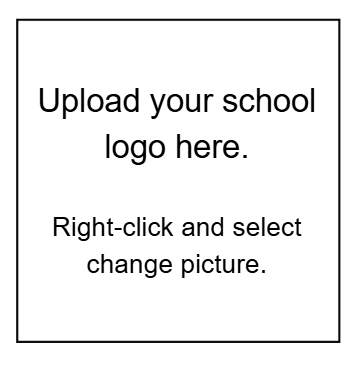 Upload your school
logo here.
Right-click and select
change picture.